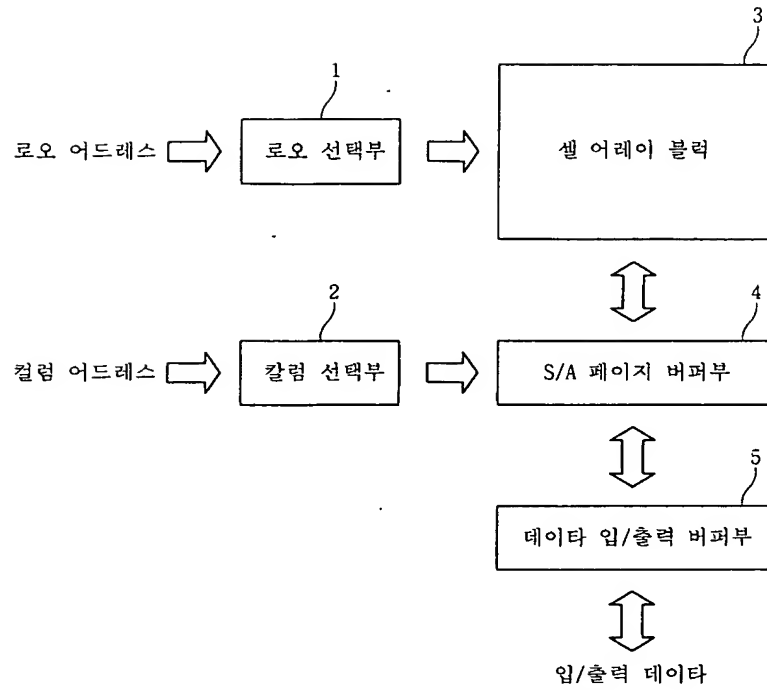 3
1
로오 어드레스
로오 선택부
셀 어레이 블럭
2
4
컬럼 어드레스
칼럼 선택부
S/A 페이지 버퍼부
5
데이타 입/출력 버퍼부
입/출력 데이타